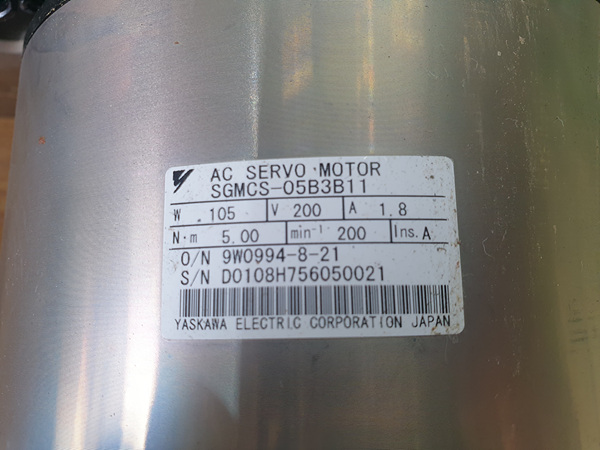 AC SERVO MOTOR
SGMCS-05B3B11
W .105 V 200 A 1.8
N·m 5.00 min-1 200 Ins. A
O/N 9W0994-8-21
S/N D0108H756050021
YASKAWA ELECTRIC CORPORATION JAPAN